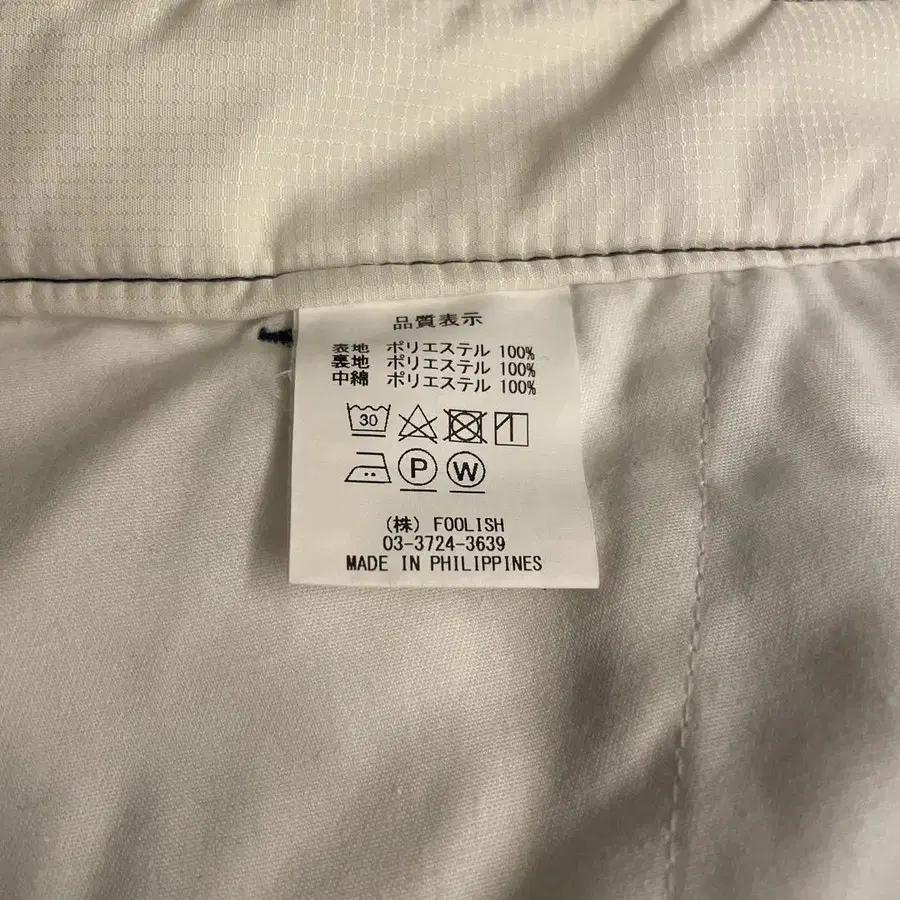 品質表示
表地 ポリエステル 100%
裏地 ポリエステル 100%
中綿 ポリエステル 100%
30
P W
(株) FOOLISH
03-3724-3639
MADE IN PHILIPPINES